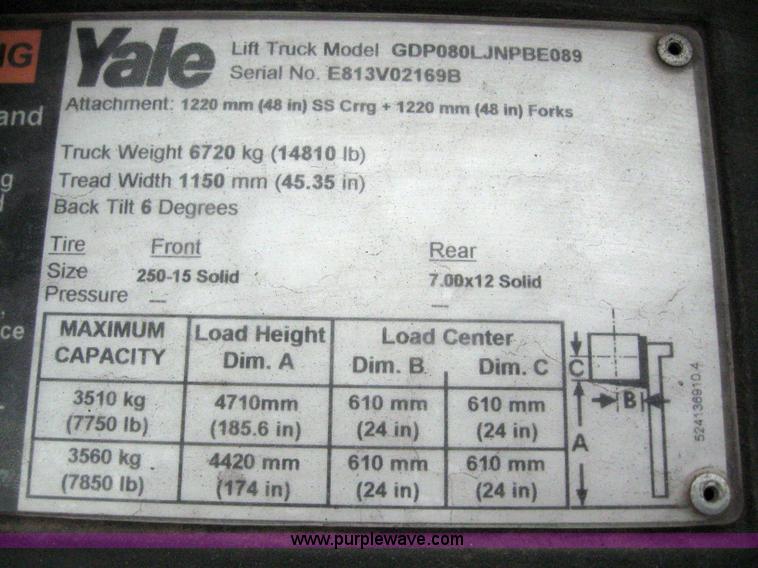 NG
Yale
Lift Truck Model GDP080LJNPBE089
Serial No. E813V02169B
and
Attachment: 1220 mm (48 in) SS Crrg + 1220 mm (48 in) Forks
Truck Weight 6720 kg (14810 lb)
g
Tread Width 1150 mm (45.35 in)
Back Tilt 6 Degrees
Tire Front Rear
Size 250-15 Solid 7.00x12 Solid
Pressure — —
ce
MAXIMUM CAPACITY
Load Height Dim. A
Load Center
Dim. B Dim. C
3510 kg 4710mm 610 mm 610 mm
(7750 lb) (185.6 in) (24 in) (24 in)
3560 kg 4420 mm 610 mm 610 mm
(7850 lb) (174 in) (24 in) (24 in)
C
B
A
524136910.4
www.purplewave.com